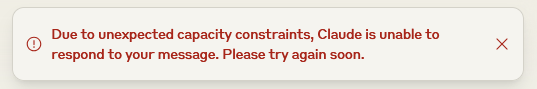 Due to unexpected capacity constraints, Claude is unable to
respond to your message. Please try again soon.